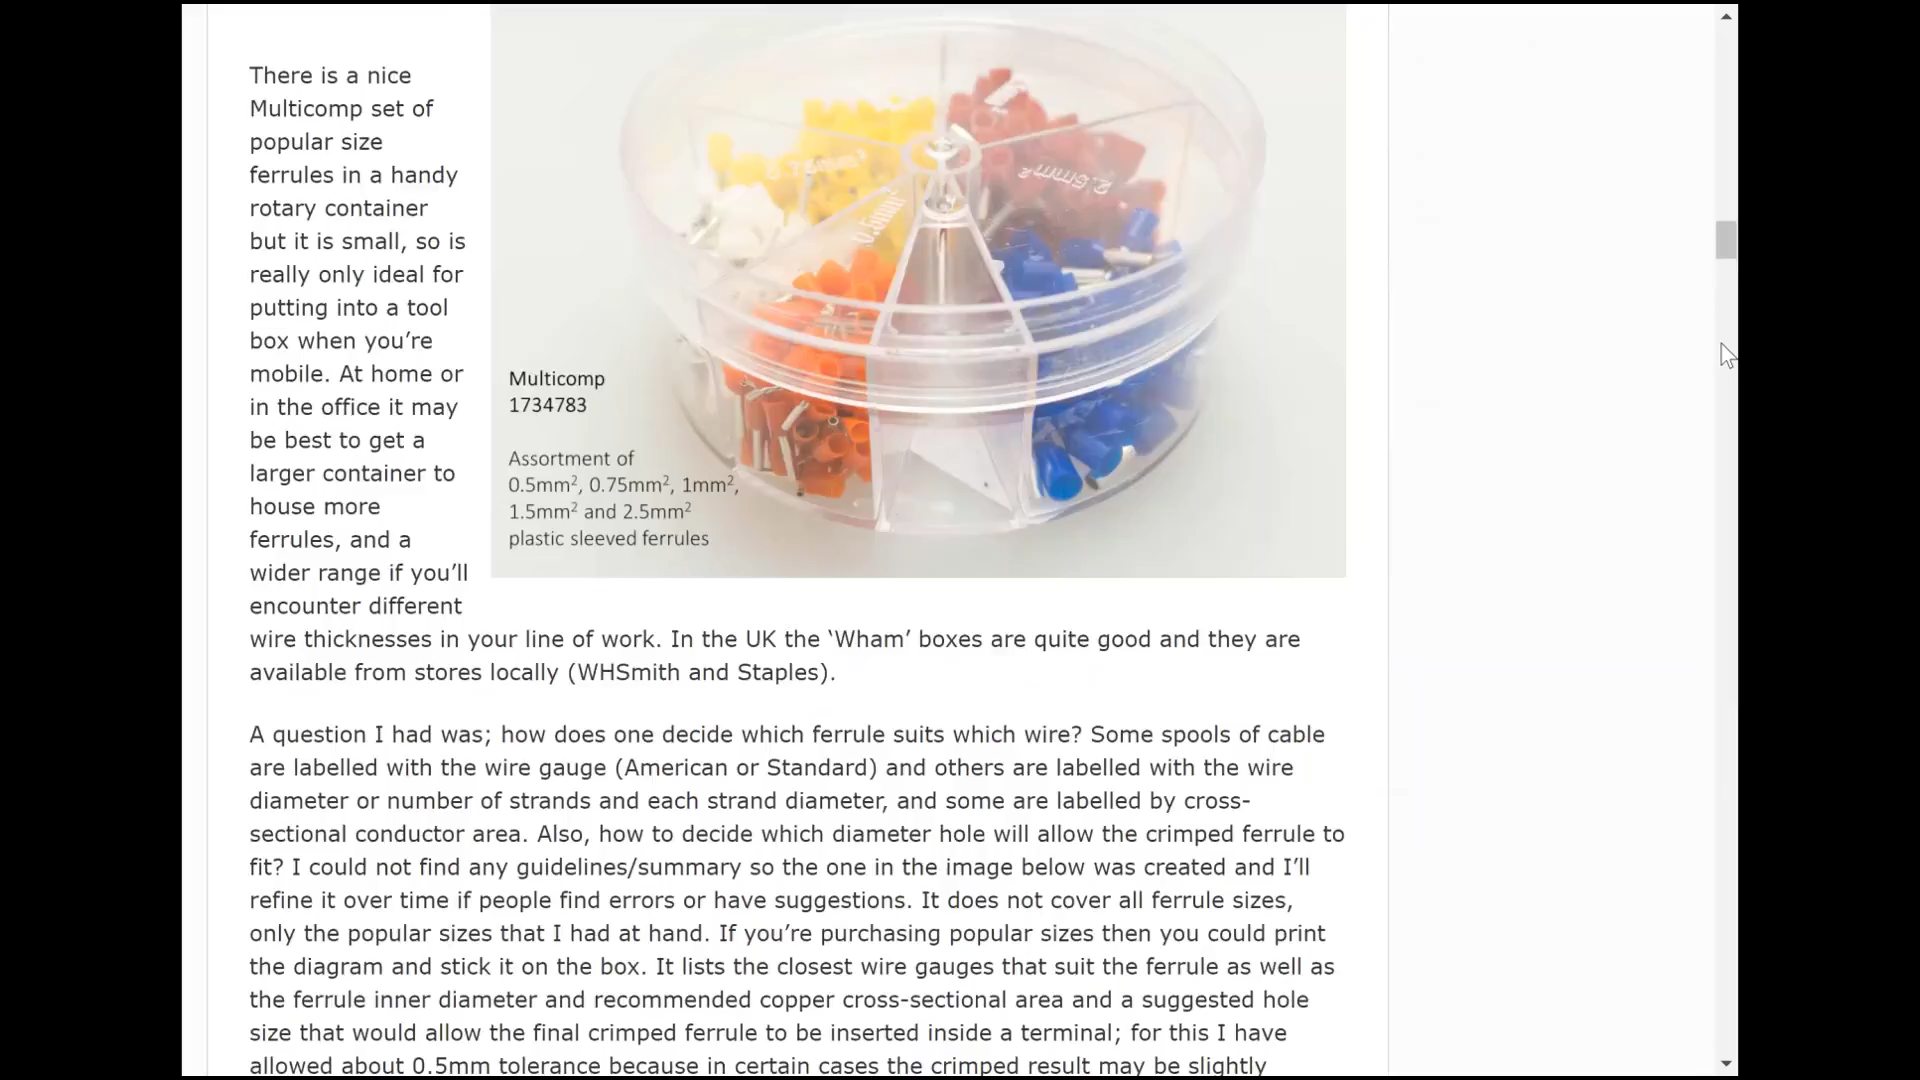 There is a nice
Multicomp set of
popular size
ferrules in a handy
rotary container
but it is small, so is
really only ideal for
putting into a tool
box when you’re
mobile. At home or
in the office it may
be best to get a
larger container to
house more
ferrules, and a
wider range if you’ll
encounter different
wire thicknesses in your line of work. In the UK the ‘Wham’ boxes are quite good and they are
available from stores locally (WHSmith and Staples).
0.75mm²
2.5mm²
0.5mm²
Multicomp
1734783
Assortment of
0.5mm², 0.75mm², 1mm²,
1.5mm² and 2.5mm²
plastic sleeved ferrules
A question I had was; how does one decide which ferrule suits which wire? Some spools of cable
are labelled with the wire gauge (American or Standard) and others are labelled with the wire
diameter or number of strands and each strand diameter, and some are labelled by cross-
sectional conductor area. Also, how to decide which diameter hole will allow the crimped ferrule to
fit? I could not find any guidelines/summary so the one in the image below was created and I’ll
refine it over time if people find errors or have suggestions. It does not cover all ferrule sizes,
only the popular sizes that I had at hand. If you’re purchasing popular sizes then you could print
the diagram and stick it on the box. It lists the closest wire gauges that suit the ferrule as well as
the ferrule inner diameter and recommended copper cross-sectional area and a suggested hole
size that would allow the final crimped ferrule to be inserted inside a terminal; for this I have
allowed about 0.5mm tolerance because in certain cases the crimped result may be slightly